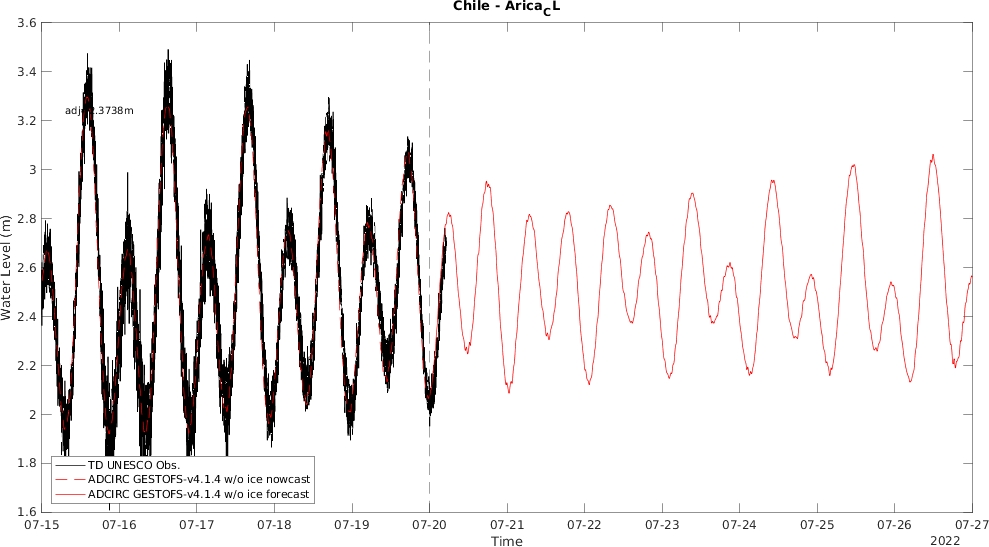 Chile - Arica_CL
3.6
3.4
3.2
3
2.8
2.6
2.4
2.2
2
1.8
1.6
Water Level (m)
TD UNESCO Obs.
ADCIRC GESTOFS-v4.1.4 w/o ice nowcast
ADCIRC GESTOFS-v4.1.4 w/o ice forecast
07-15 07-16 07-17 07-18 07-19 07-20 07-21 07-22 07-23 07-24 07-25 07-26 07-27
Time
2022